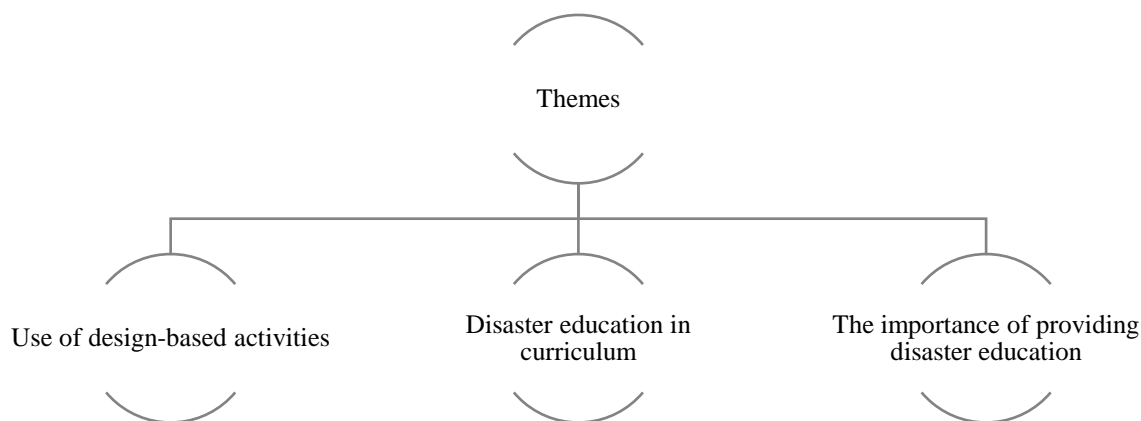 Themes
Use of design-based activities
Disaster education in
curriculum
The importance of providing
disaster education